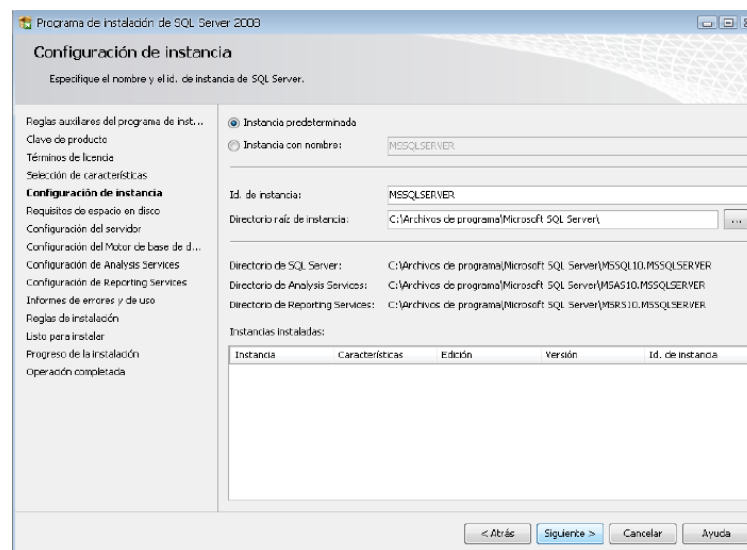 Programa de instalación de SQL Server 2008
Configuración de instancia
Especifique el nombre y el id. de instancia de SQL Server.
Reglas auxiliares del programa de inst...
Clave de producto
Términos de licencia
Selección de características
Configuración de instancia
Requisitos de espacio en disco
Configuración del servidor
Configuración del Motor de base de d...
Configuración de Analysis Services
Configuración de Reporting Services
Informes de errores y de uso
Reglas de instalación
Listo para instalar
Progreso de la instalación
Operación completada
Instancia predeterminada
Instancia con nombre: MSSQLSERVER
Id. de instancia: MSSQLSERVER
Directorio raíz de instancia: C:\Archivos de programa\Microsoft SQL Server\ ...
Directorio de SQL Server: C:\Archivos de programa\Microsoft SQL Server\MSSQL10.MSSQLSERVER
Directorio de Analysis Services: C:\Archivos de programa\Microsoft SQL Server\MSAS10.MSSQLSERVER
Directorio de Reporting Services: C:\Archivos de programa\Microsoft SQL Server\MSRS10.MSSQLSERVER
Instancias instaladas:
Instancia Características Edición Versión Id. de instancia
< Atrás Siguiente > Cancelar Ayuda